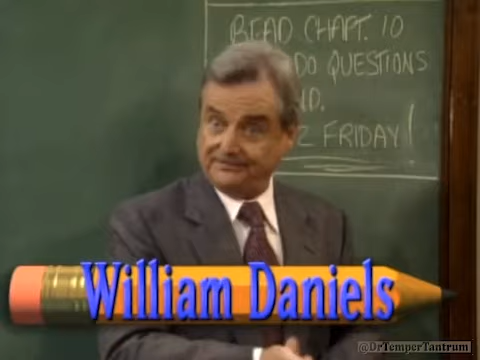 READ CHAPT. 10
DO QUESTIONS
Z FRIDAY!
William Daniels
@DrTemperTantrum